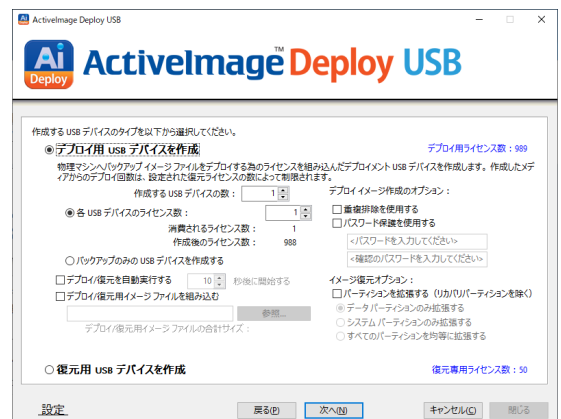 ActiveImage Deploy USB
Ai
Deploy
ActiveImage™ Deploy USB
作成する USB デバイスのタイプを以下から選択してください。
デプロイ用 USB デバイスを作成
デプロイ用ライセンス数：989
物理マシンへバックアップイメージファイルをデプロイする為のライセンスを組み込んだデプロイメント USB デバイスを作成します。作成したメディアからのデプロイ回数は、設定された復元ライセンスの数によって制限されます。
作成する USB デバイスの数： 1
各 USB デバイスのライセンス数： 1
消費されるライセンス数： 1
作成後のライセンス数： 988
バックアップのみの USB デバイスを作成する
デプロイ/復元を自動実行する 10 秒後に開始する
デプロイ/復元用イメージ ファイルを組み込む
参照...
デプロイ/復元用イメージ ファイルの合計サイズ：
デプロイ イメージ作成のオプション：
重複排除を使用する
パスワード保護を使用する
<パスワードを入力してください>
<確認のパスワードを入力してください>
イメージ復元オプション：
パーティションを拡張する（リカバリパーティションを除く）
データ パーティションのみ拡張する
システム パーティションのみ拡張する
すべてのパーティションを均等に拡張する
復元用 USB デバイスを作成
復元専用ライセンス数：50
設定
戻る(P)
次へ(N)
キャンセル(C)
閉じる